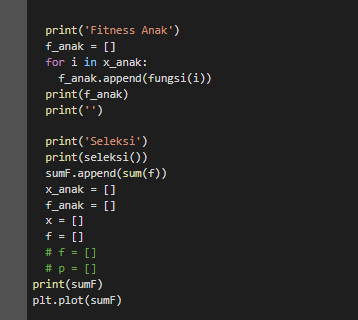 print('Fitness Anak')
f_anak = []
for i in x_anak:
f_anak.append(fungsi(i))
print(f_anak)
print('')
print('Seleksi')
print(seleksi())
sumF.append(sum(f))
x_anak = []
f_anak = []
x = []
f = []
# f = []
# p = []
print(sumF)
plt.plot(sumF)